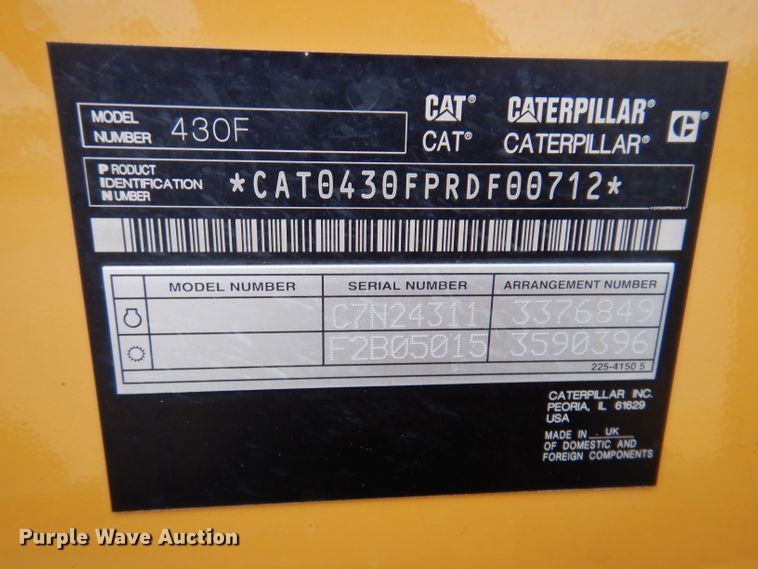 MODEL NUMBER 430F
CAT® CATERPILLAR® C®
CAT® CATERPILLAR®
PRODUCT IDENTIFICATION NUMBER *CAT0430FPRDF00712*
MODEL NUMBER SERIAL NUMBER ARRANGEMENT NUMBER
C7N24311 3376849
F2B05015 3590396
225-4150 5
CATERPILLAR INC.
PEORIA, IL 61629
USA
MADE IN UK
OF DOMESTIC AND
FOREIGN COMPONENTS
Purple Wave Auction